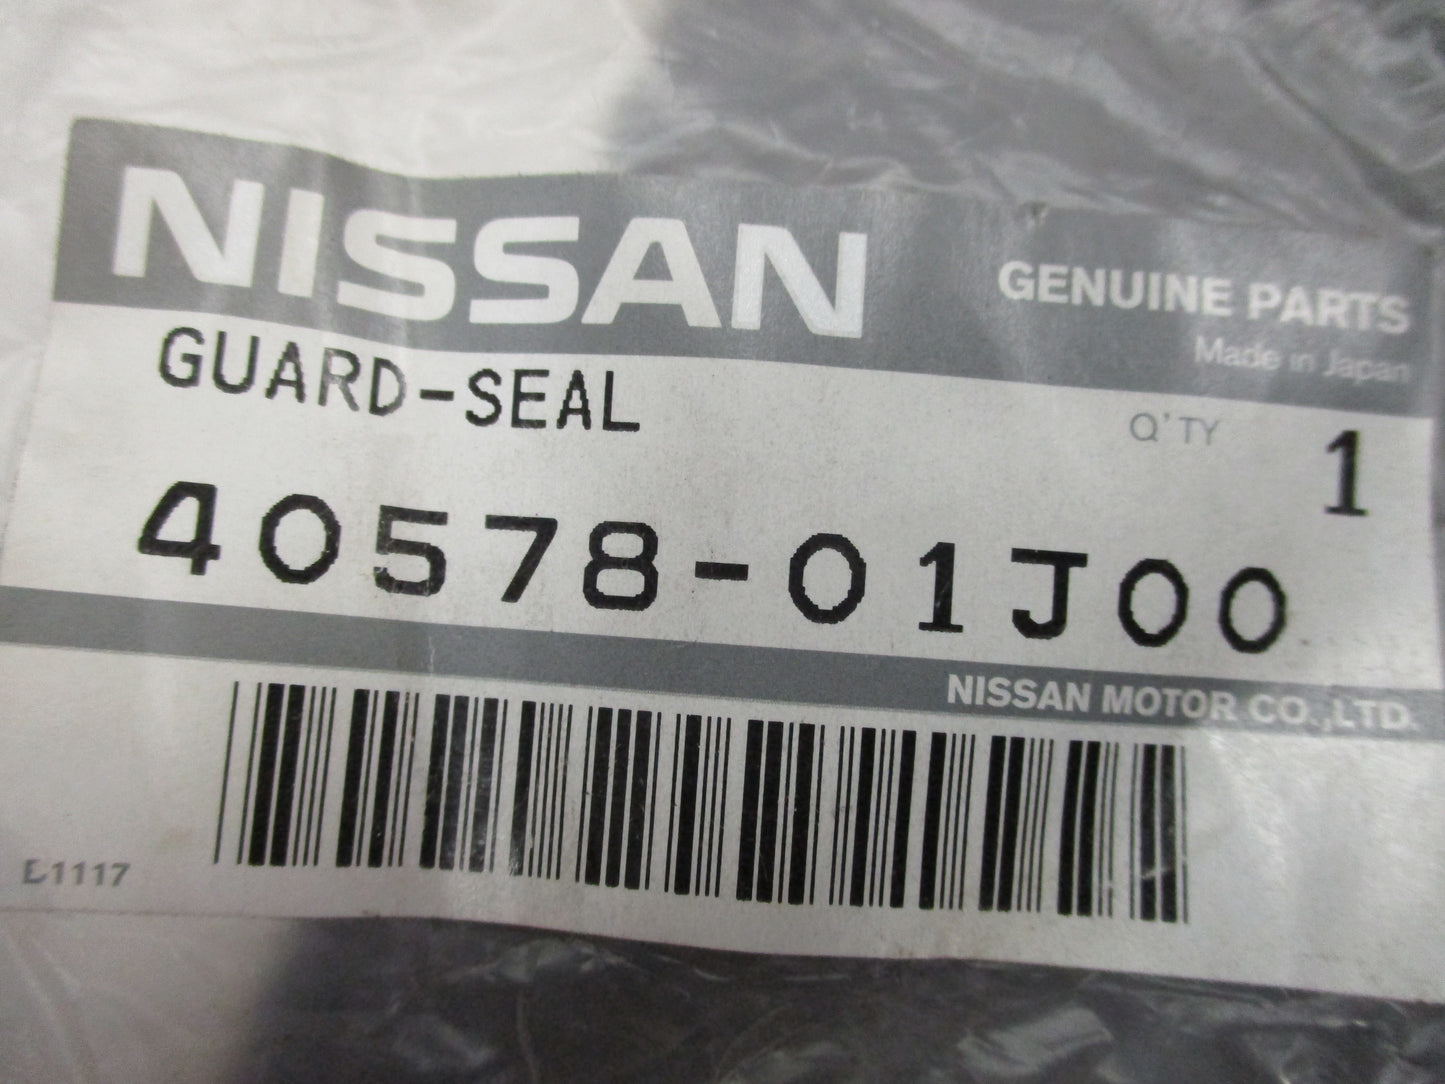 NISSAN
GENUINE PARTS
Made in Japan
GUARD-SEAL
Q'TY 1
40578-01J00
NISSAN MOTOR CO.,LTD.
E1117